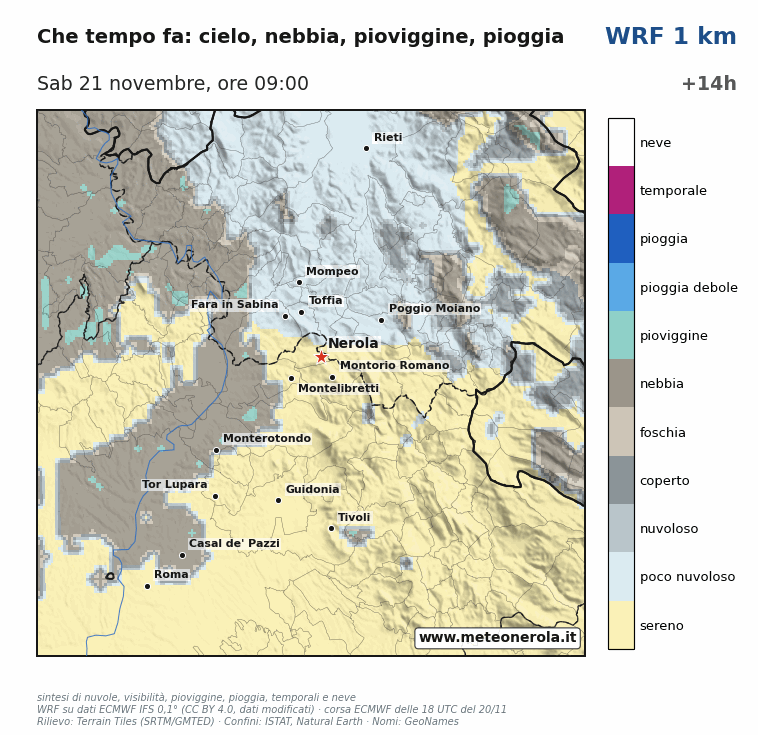 Che tempo fa: cielo, nebbia, pioviggine, pioggia
WRF 1 km
Sab 21 novembre, ore 09:00
+14h
Rieti
Mompeo
Fara in Sabina
Toffia
Poggio Moiano
Nerola
Montorio Romano
Montelibretti
Monterotondo
Tor Lupara
Guidonia
Tivoli
Casal de' Pazzi
Roma
www.meteonerola.it
neve
temporale
pioggia
pioggia debole
pioviggine
nebbia
foschia
coperto
nuvoloso
poco nuvoloso
sereno
sintesi di nuvole, visibilità, pioviggine, pioggia, temporali e neve
WRF su dati ECMWF IFS 0,1° (CC BY 4.0, dati modificati) · corsa ECMWF delle 18 UTC del 20/11
Rilievo: Terrain Tiles (SRTM/GMTED) · Confini: ISTAT, Natural Earth · Nomi: GeoNames